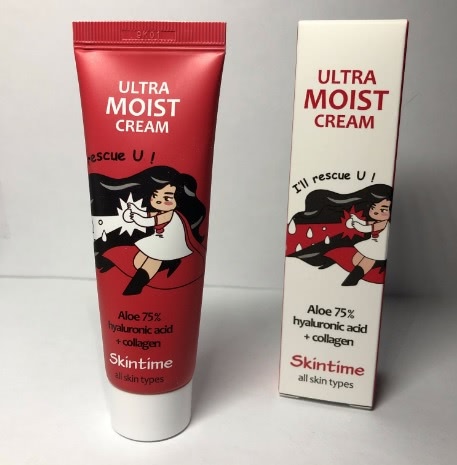 ULTRA
MOIST
CREAM
escue U !
Aloe 75%
hyaluronic acid
+ collagen
Skintime
all skin types
ULTRA
MOIST
CREAM
I'll rescue U !
Aloe 75%
hyaluronic acid
+ collagen
Skintime
all skin types